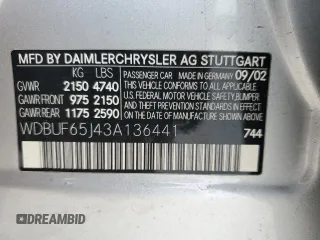 MFD BY DAIMLERCHRYSLER AG STUTTGART
KG LBS PASSENGER CAR MADE IN GERMANY 09/02
GVWR 2150 4740 THIS VEHICLE CONFORMS TO ALL
GAWR FRONT 975 2150 APPLICABLE U.S. FEDERAL MOTOR VEHICLE SAFETY,
GAWR REAR 1175 2590 BUMPER, AND THEFT PREVENTION STANDARDS IN EFFECT ON THE DATE OF MANUFACTURE SHOWN ABOVE.
WDBUF65J43A136441 744
DREAMBID